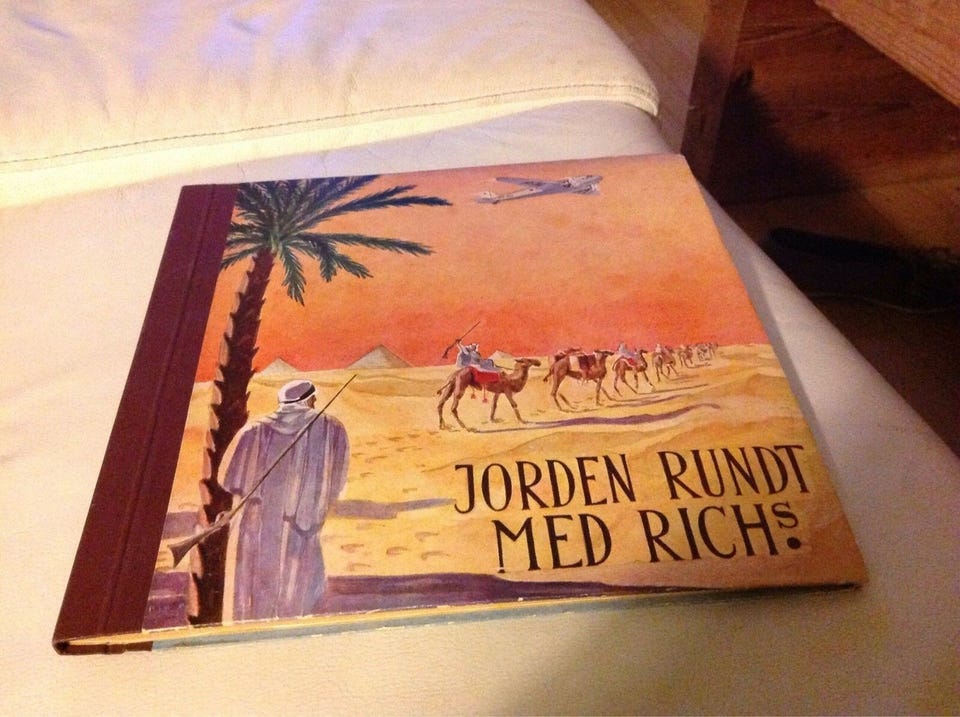 JORDEN RUNDT
MED RICHs.